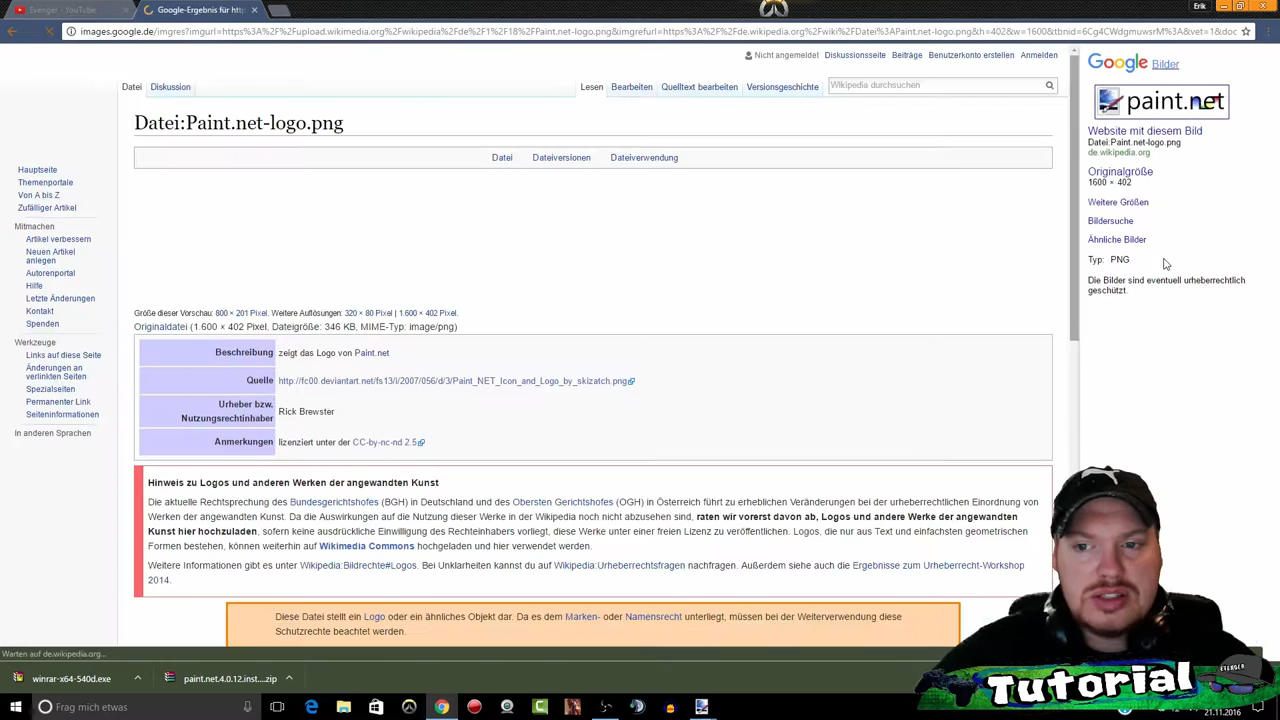 Evenger - YouTube
Google-Ergebnis für htt
Erik
images.google.de/imgres?imgurl=https%3A%2F%2Fupload.wikimedia.org%2Fwikipedia%2Fde%2F1%2F18%2FPaint.net-logo.png&imgrefurl=https%3A%2F%2Fde.wikipedia.org%2Fwiki%2FDatei%3APaint.net-logo.png&h=402&w=1600&tbnid=6Cg4CWdgmuwsrM%3A&vet=1&doc
Nicht angemeldet Diskussionsseite Beiträge Benutzerkonto erstellen Anmelden
Datei Diskussion
Lesen Bearbeiten Quelltext bearbeiten Versionsgeschichte
Wikipedia durchsuchen
Datei:Paint.net-logo.png
Datei Dateiversionen Dateiverwendung
Hauptseite
Themenportale
Von A bis Z
Zufälliger Artikel
Mitmachen
Artikel verbessern
Neuen Artikel
anlegen
Autorenportal
Hilfe
Letzte Änderungen
Kontakt
Spenden
Werkzeuge
Links auf diese Seite
Änderungen an
verlinkten Seiten
Spezialseiten
Permanenter Link
Seiteninformationen
In anderen Sprachen
Größe dieser Vorschau: 800 × 201 Pixel. Weitere Auflösungen: 320 × 80 Pixel | 1.600 × 402 Pixel.
Originaldatei (1.600 × 402 Pixel, Dateigröße: 346 KB, MIME-Typ: image/png)
Beschreibung zeigt das Logo von Paint.net
Quelle http://fc00.deviantart.net/fs13/i/2007/056/d/3/Paint_NET_Icon_and_Logo_by_skizatch.png
Urheber bzw.
Nutzungsrechtinhaber
Rick Brewster
Anmerkungen lizenziert unter der CC-by-nc-nd 2.5
Hinweis zu Logos und anderen Werken der angewandten Kunst
Die aktuelle Rechtsprechung des Bundesgerichtshofes (BGH) in Deutschland und des Obersten Gerichtshofes (OGH) in Österreich führt zu erheblichen Veränderungen bei der urheberrechtlichen Einordnung von
Werken der angewandten Kunst. Da die Auswirkungen auf die Nutzung dieser Werke in der Wikipedia noch nicht abzusehen sind, raten wir vorerst davon ab, Logos und andere Werke der angewandten
Kunst hier hochzuladen, sofern keine ausdrückliche Einwilligung des Rechteinhabers vorliegt, diese Werke unter einer freien Lizenz zu veröffentlichen. Logos, die nur aus Text und einfachsten geometrischen
Formen bestehen, können weiterhin auf Wikimedia Commons hochgeladen und hier verwendet werden.
Weitere Informationen gibt es unter Wikipedia:Bildrechte#Logos. Bei Unklarheiten kannst du auf Wikipedia:Urheberrechtsfragen nachfragen. Außerdem siehe auch die Ergebnisse zum Urheberrecht-Workshop
2014.
Diese Datei stellt ein Logo oder ein ähnliches Objekt dar. Da es dem Marken- oder Namensrecht unterliegt, müssen bei der Weiterverwendung diese
Schutzrechte beachtet werden.
Google Bilder
paint.net
Website mit diesem Bild
Datei:Paint.net-logo.png
de.wikipedia.org
Originalgröße
1600 × 402
Weitere Größen
Bildersuche
Ähnliche Bilder
Typ: PNG
Die Bilder sind eventuell urheberrechtlich
geschützt.
Warten auf de.wikipedia.org...
winrar-x64-540d.exe
paint.net.4.0.12.inst....zip
Tutorial
Frag mich etwas
21.11.2016